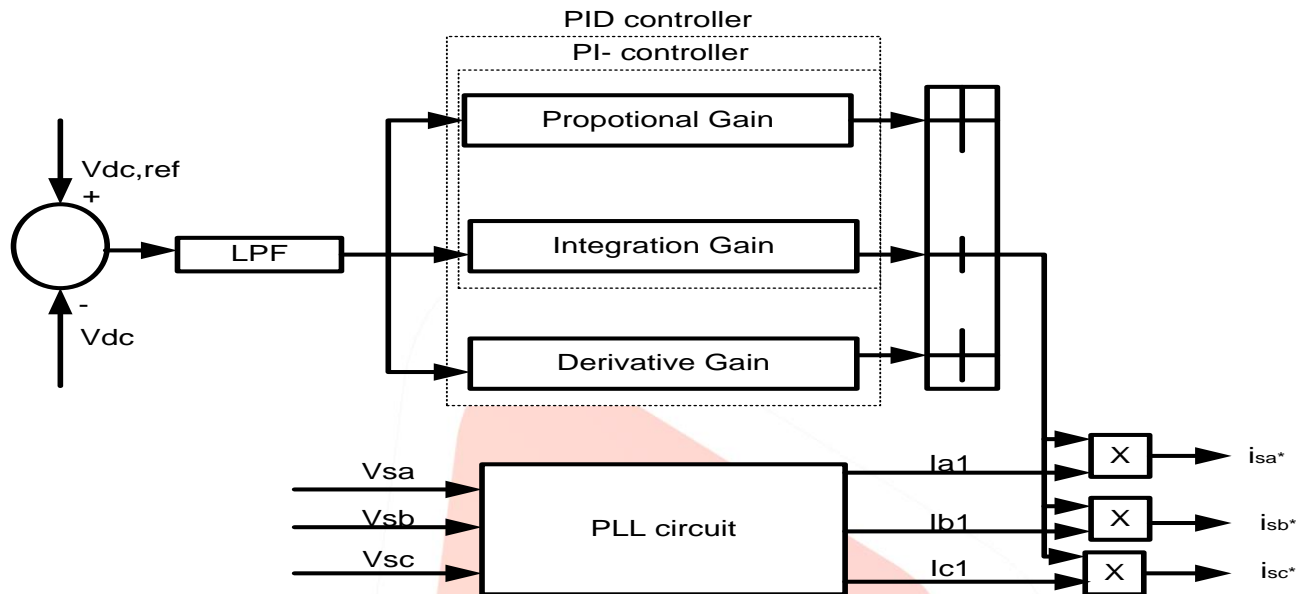 PID controller
PI- controller
Propotional Gain
Vdc,ref
+
Integration Gain
LPF
-
Vdc
Derivative Gain
Vsa
Ia1
X
isa*
Vsb
PLL circuit
Ib1
X
isb*
Vsc
Ic1
X
isc*